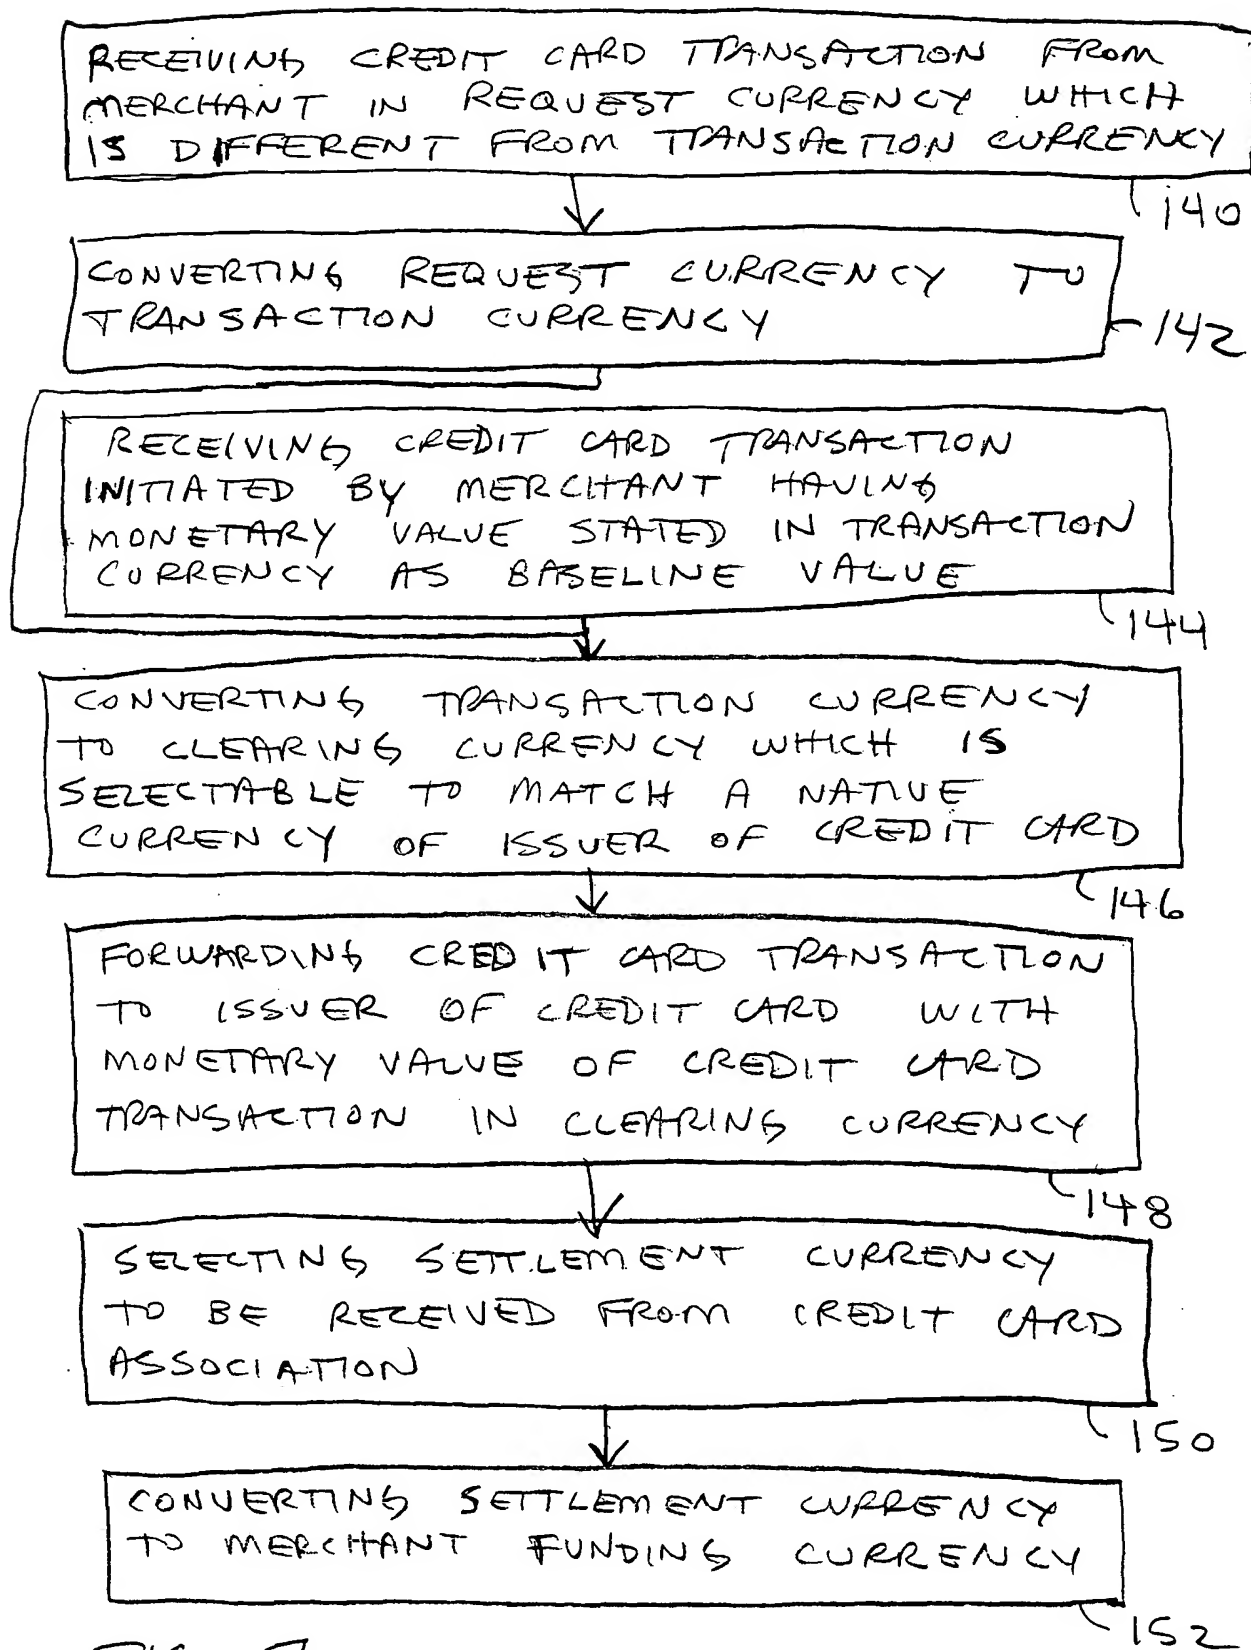 RECEIVING CREDIT CARD TRANSACTION FROM
MERCHANT IN REQUEST CURRENCY WHICH
IS DIFFERENT FROM TRANSACTION CURRENCY
140
CONVERTING REQUEST CURRENCY TO
TRANSACTION CURRENCY
142
RECEIVING CREDIT CARD TRANSACTION
INITIATED BY MERCHANT HAVING
MONETARY VALUE STATED IN TRANSACTION
CURRENCY AS BASELINE VALUE
144
CONVERTING TRANSACTION CURRENCY
TO CLEARING CURRENCY WHICH IS
SELECTABLE TO MATCH A NATIVE
CURRENCY OF ISSUER OF CREDIT CARD
146
FORWARDING CREDIT CARD TRANSACTION
TO ISSUER OF CREDIT CARD WITH
MONETARY VALUE OF CREDIT CARD
TRANSACTION IN CLEARING CURRENCY
148
SELECTING SETTLEMENT CURRENCY
TO BE RECEIVED FROM CREDIT CARD
ASSOCIATION
150
CONVERTING SETTLEMENT CURRENCY
TO MERCHANT FUNDING CURRENCY
152